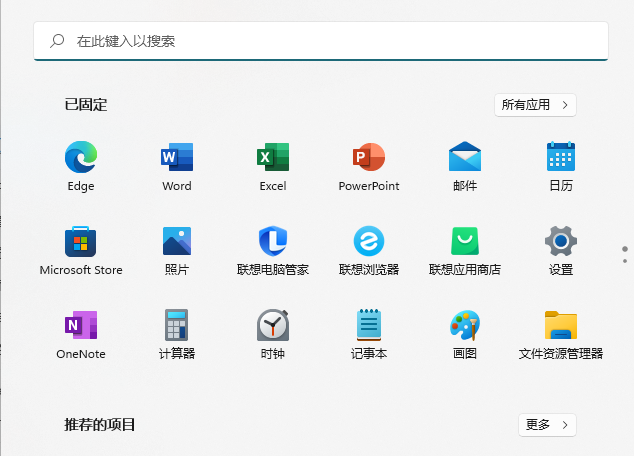 在此键入以搜索
已固定
所有应用
Edge
Word
Excel
PowerPoint
邮件
日历
Microsoft Store
照片
联想电脑管家
联想浏览器
联想应用商店
设置
OneNote
计算器
时钟
记事本
画图
文件资源管理器
推荐的项目
更多